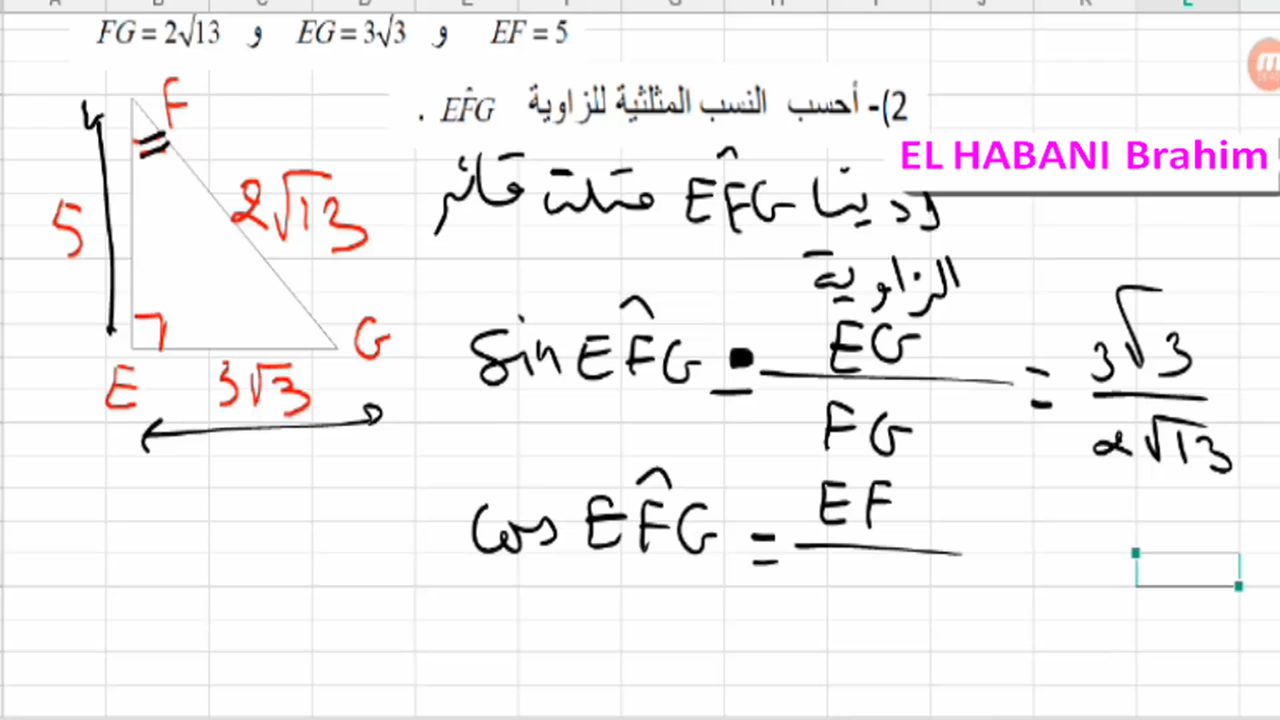 FG = 2√13 و EG = 3√3 و EF = 5
2)- أحسب النسب المثلثية للزاوية EF̂G .
EL HABANI Brahim
لدينا EF̂G مثلث قائم
الزاوية
sin EF̂G = EG / FG = 3√3 / 2√13
cos EF̂G = EF /
F
5
2√13
E
3√3
G